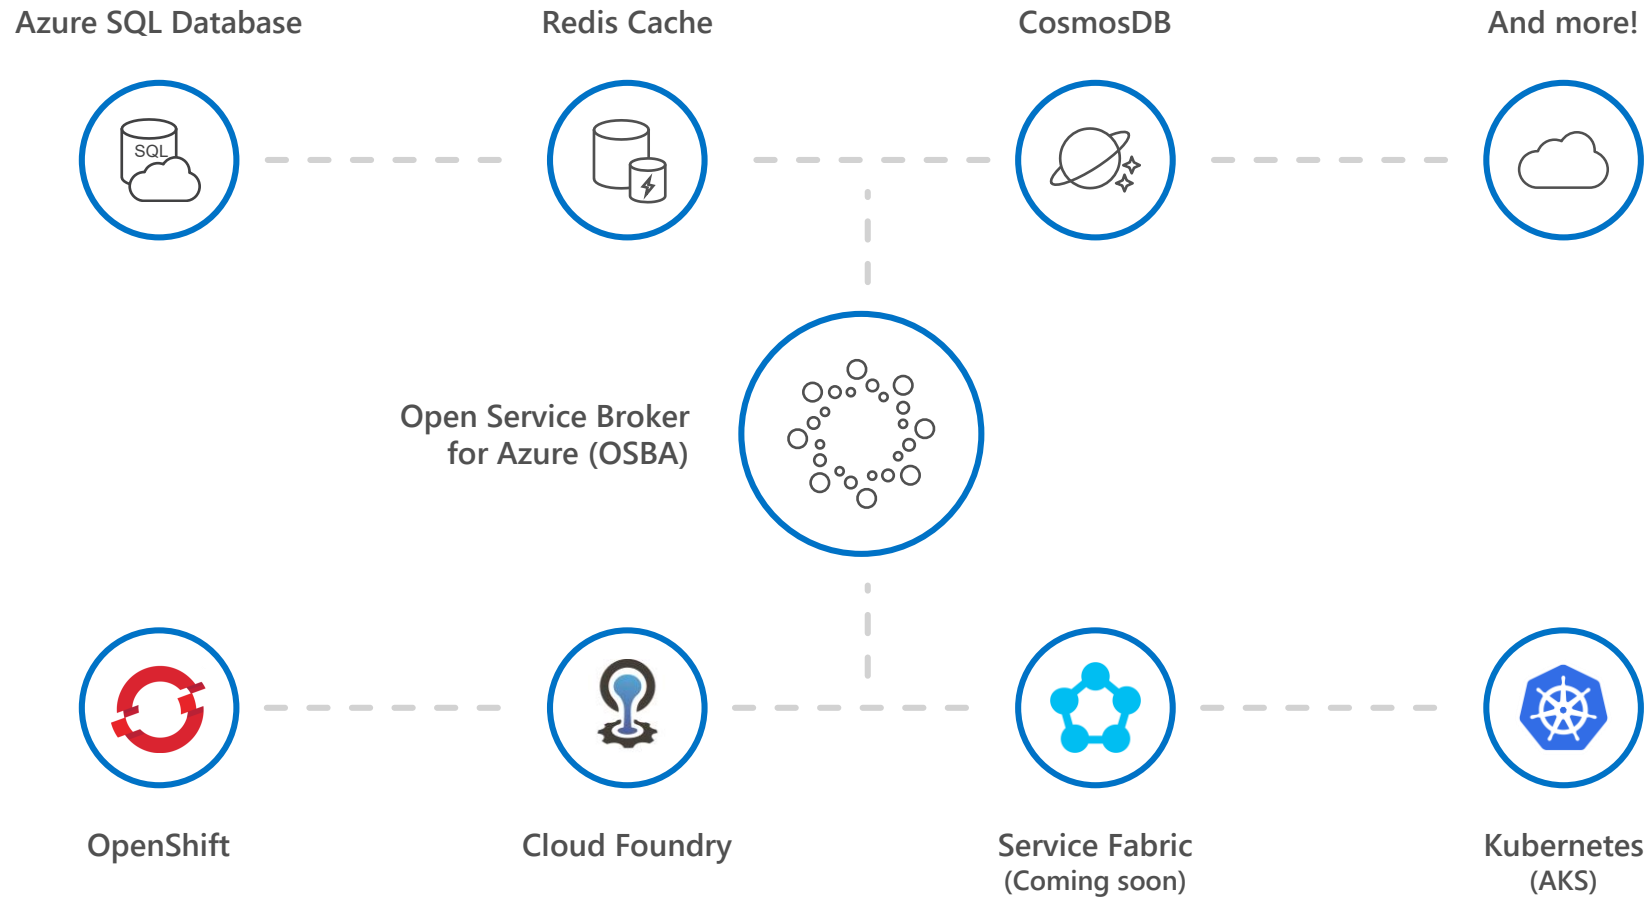 Azure SQL Database
Redis Cache
CosmosDB
And more!
SQL
Open Service Broker
for Azure (OSBA)
OpenShift
Cloud Foundry
Service Fabric
(Coming soon)
Kubernetes
(AKS)